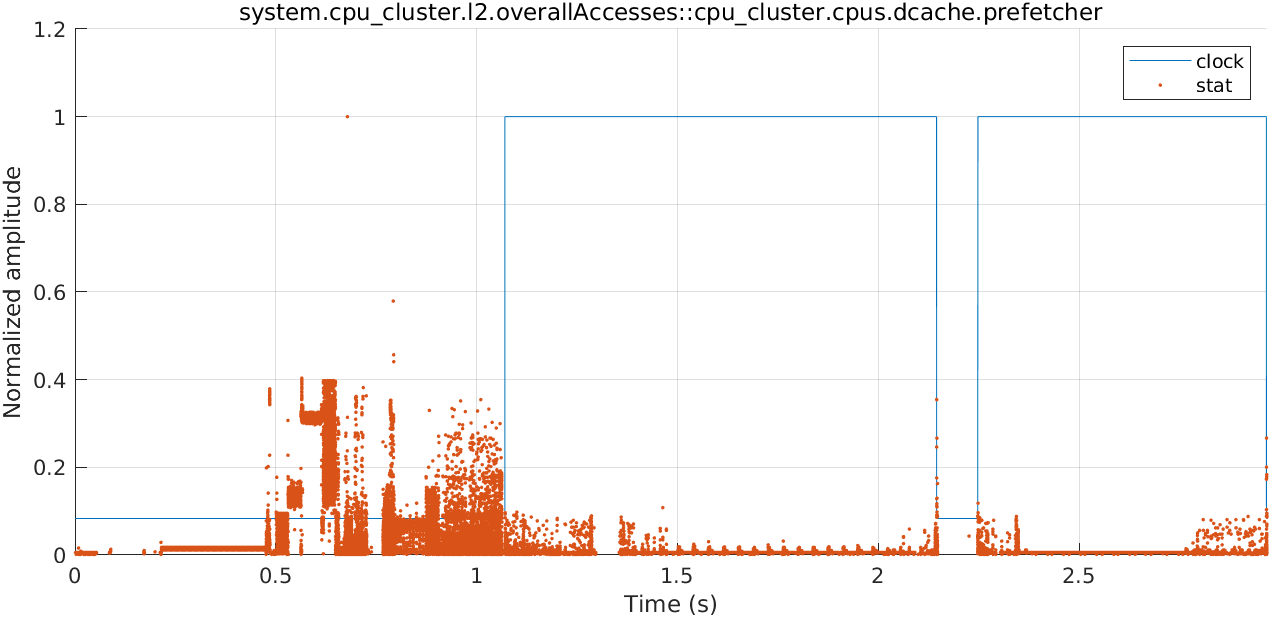 system.cpu_cluster.l2.overallAccesses::cpu_cluster.cpus.dcache.prefetcher
1.2
clock
stat
1
0.8
Normalized amplitude
0.6
0.4
0.2
0
0
0.5
1
1.5
2
2.5
Time (s)